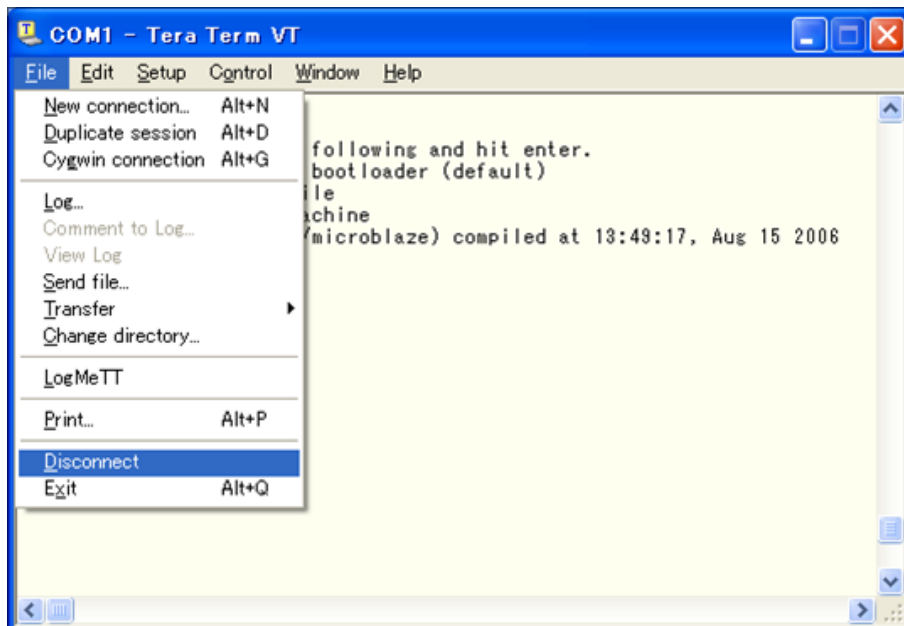 COM1 - Tera Term VT
File Edit Setup Control Window Help
New connection... Alt+N
Duplicate session Alt+D
Cygwin connection Alt+G
Log...
Comment to Log...
View Log
Send file...
Transfer
Change directory...
LogMeTT
Print... Alt+P
Disconnect
Exit Alt+Q
following and hit enter.
bootloader (default)
ile
achine
/microblaze) compiled at 13:49:17, Aug 15 2006